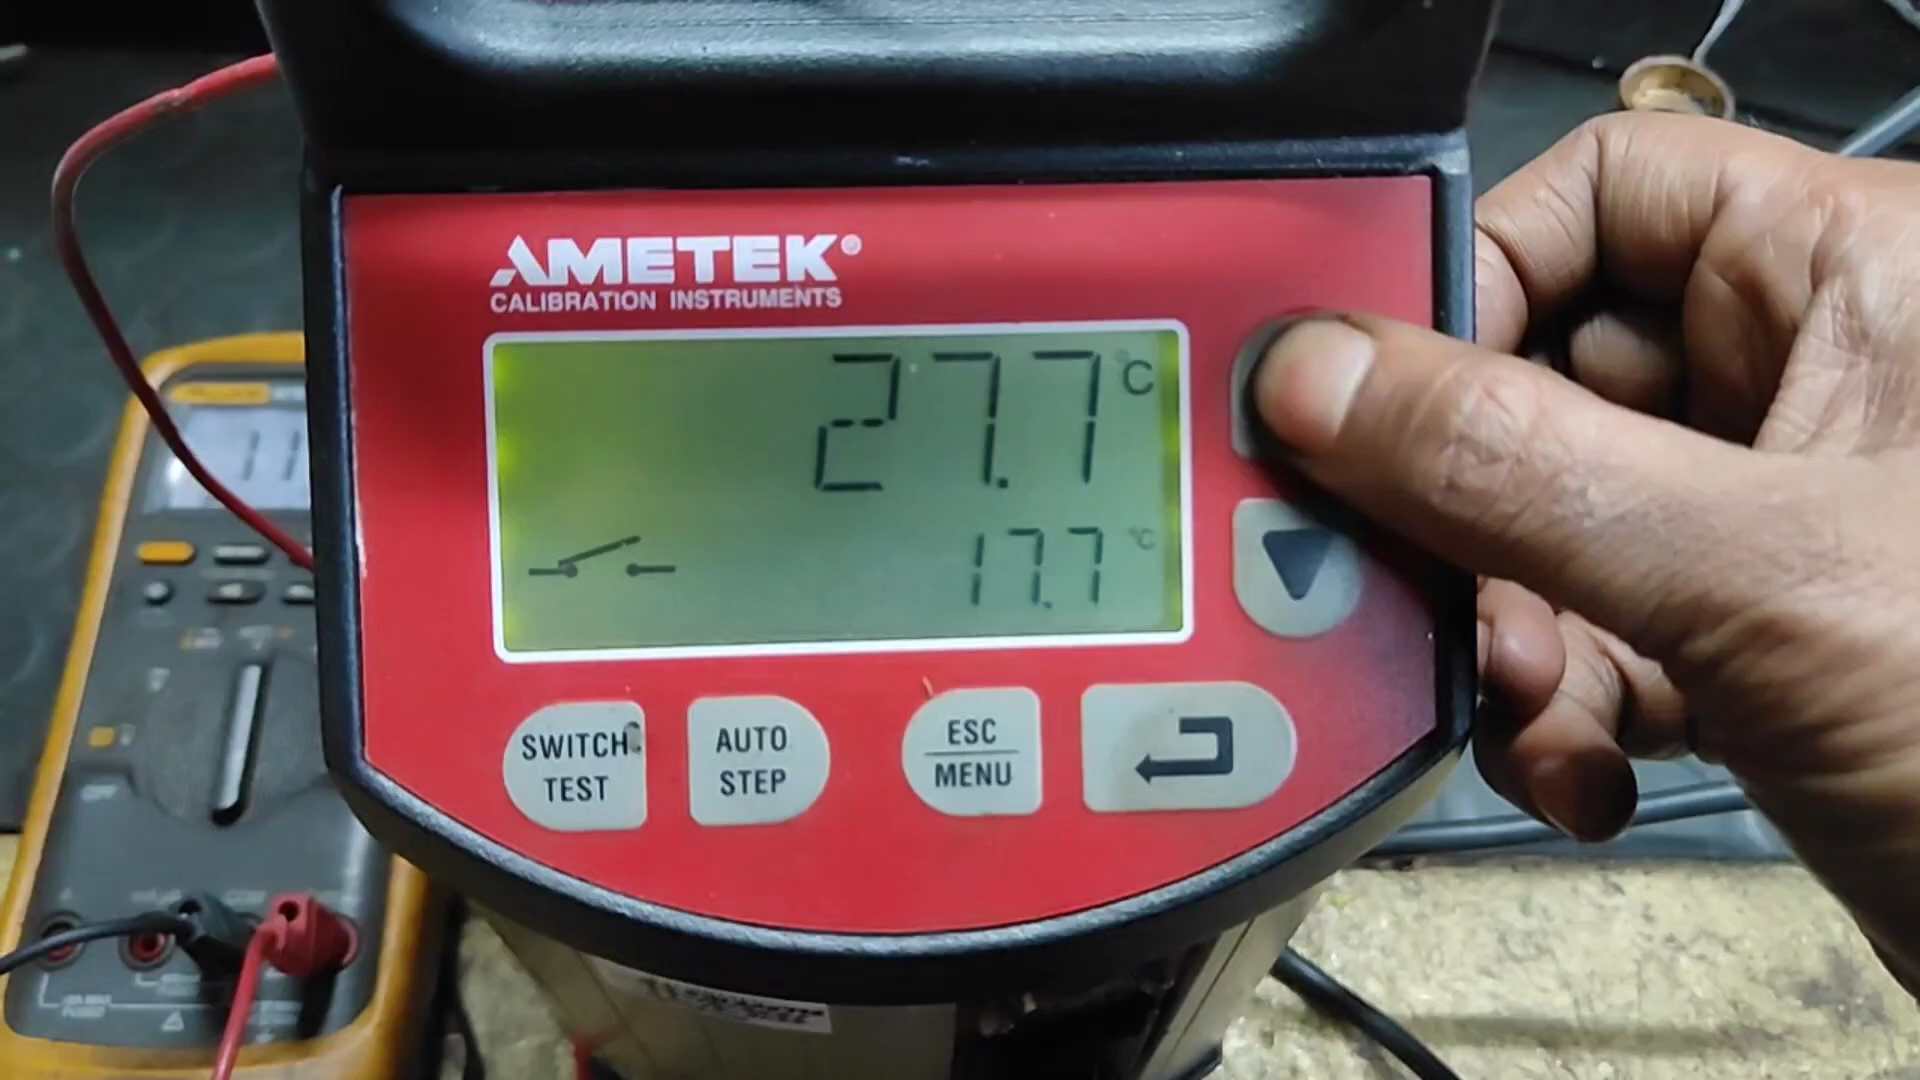 AMETEK®
CALIBRATION INSTRUMENTS
27.7 °C
17.7 °C
SWITCH TEST
AUTO STEP
ESC
MENU